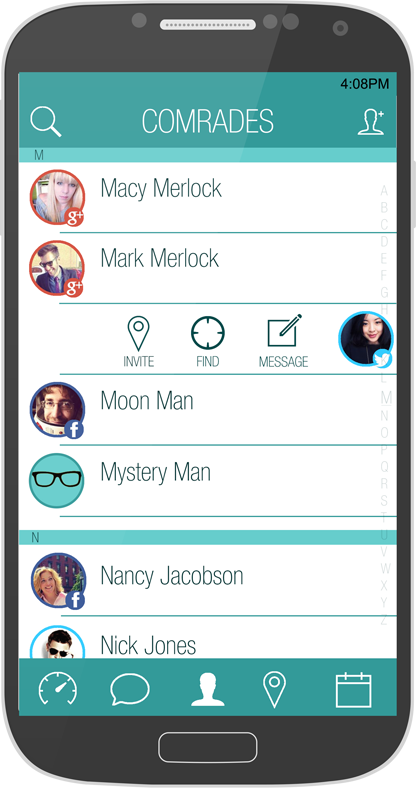 4:08PM
COMRADES
M
Macy Merlock
g+
Mark Merlock
g+
INVITE FIND MESSAGE
Moon Man
f
Mystery Man
N
Nancy Jacobson
f
Nick Jones
A
B
C
D
E
F
G
H
L
M
N
O
P
Q
R
S
T
U
V
W
X
Y
Z